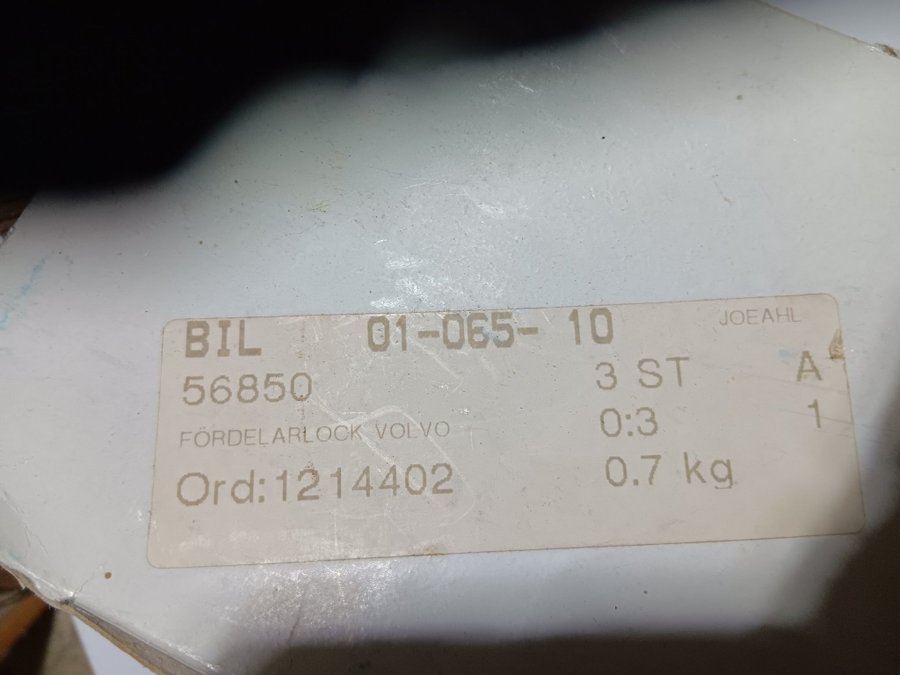 BIL 01-065- 10 JOEAHL
56850 3 ST A
FÖRDELARLOCK VOLVO 0:3 1
Ord:1214402 0.7 kg